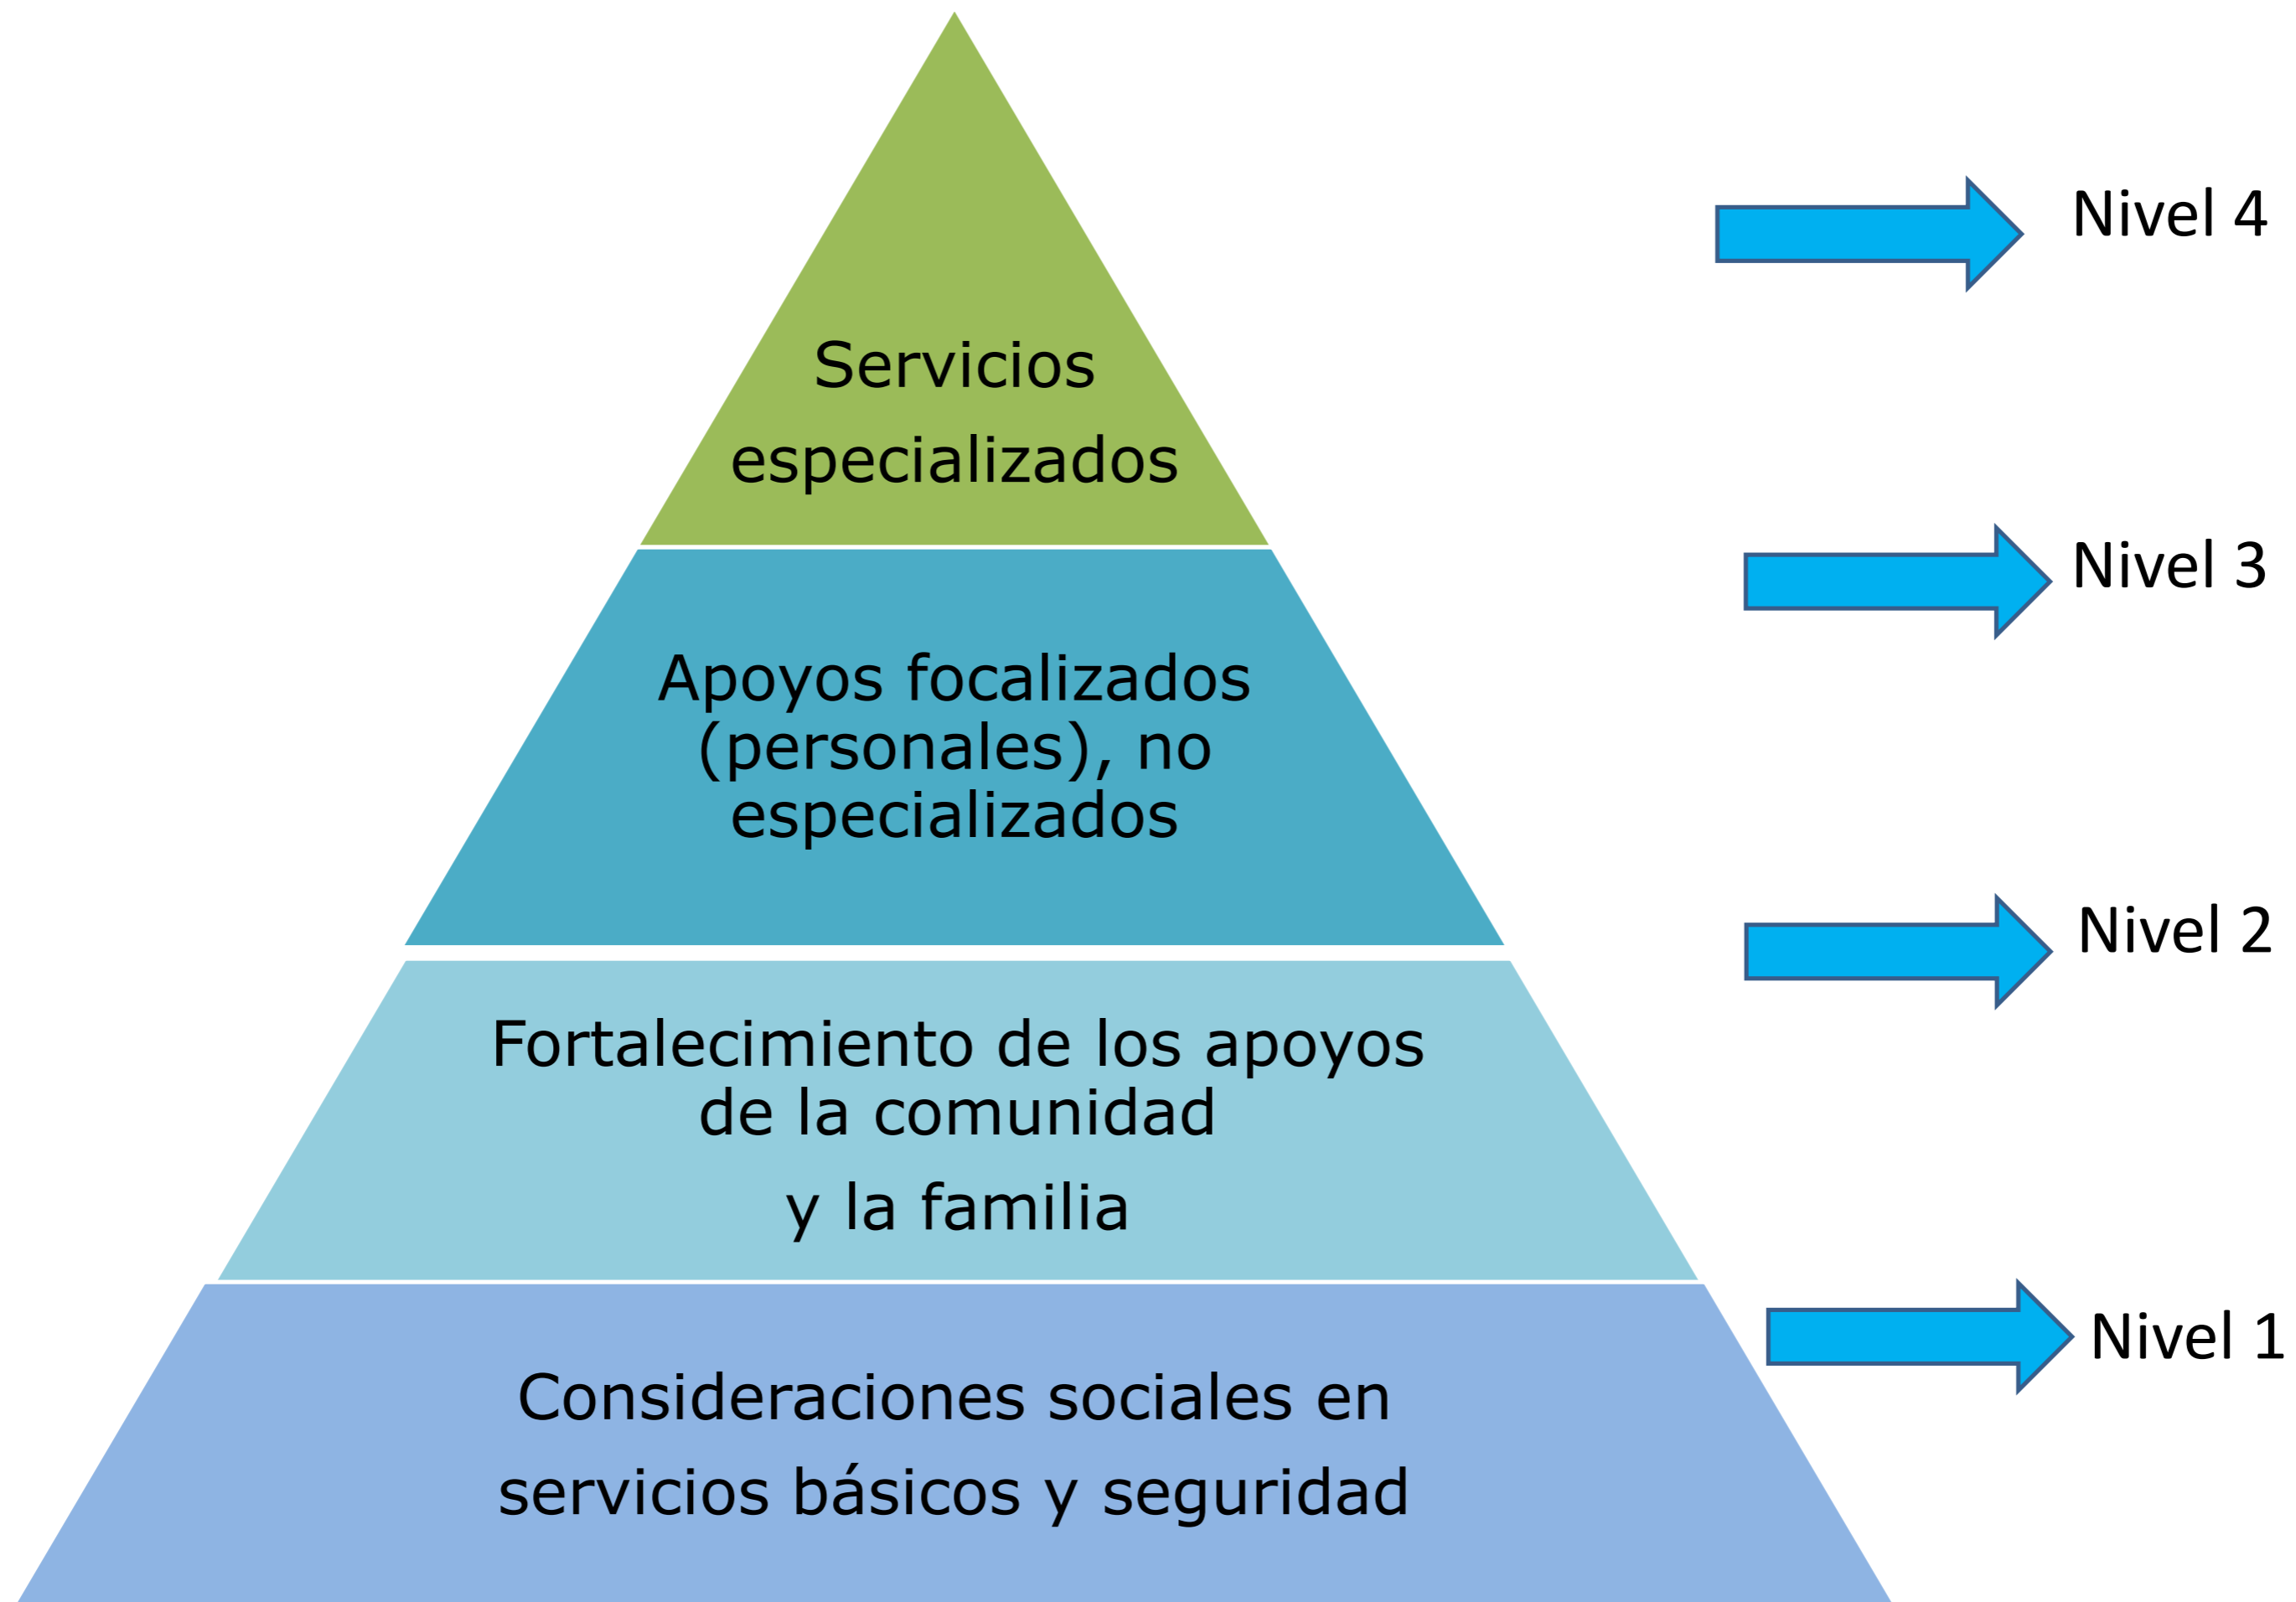 Nivel 4
Servicios
especializados
Nivel 3
Apoyos focalizados
(personales), no
especializados
Nivel 2
Fortalecimiento de los apoyos
de la comunidad
y la familia
Nivel 1
Consideraciones sociales en
servicios básicos y seguridad